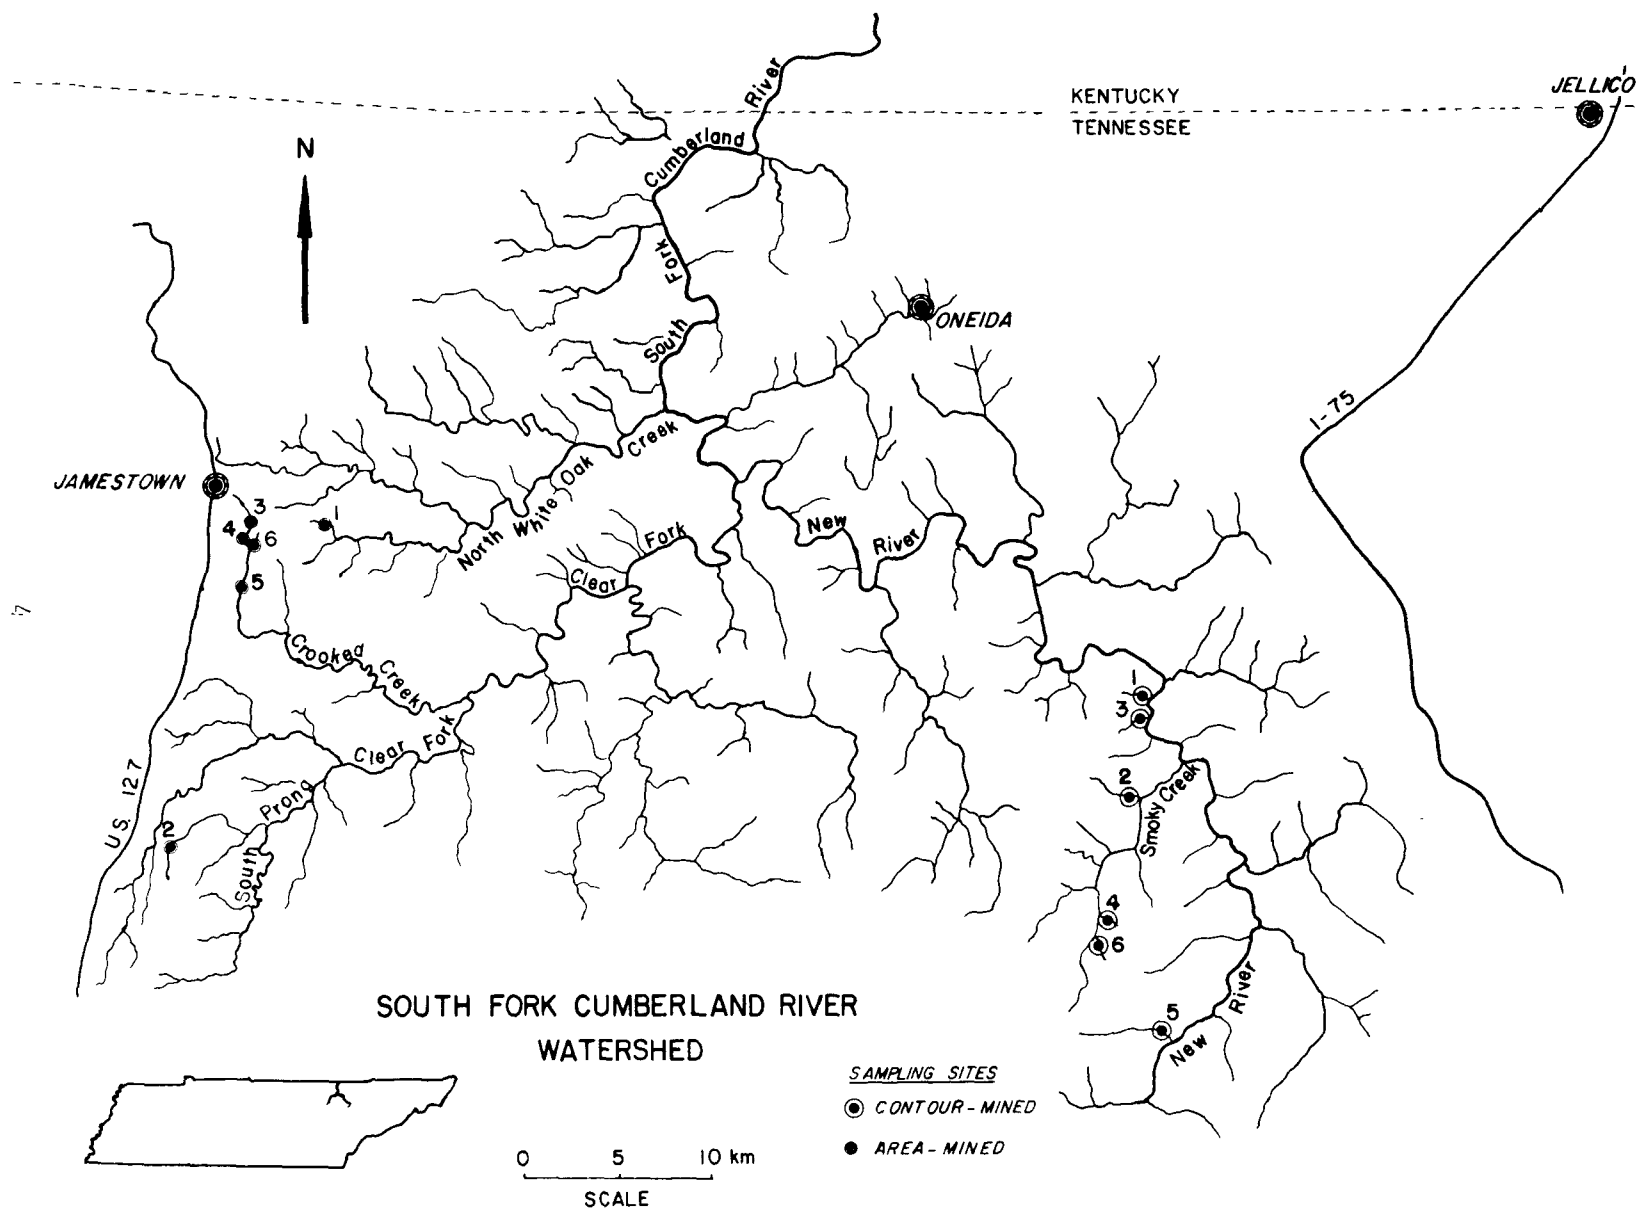 River
KENTUCKY
TENNESSEE
JELLICO
N
Cumberland
Fork
South
ONEIDA
I-75
JAMESTOWN
North White Oak Creek
3
4
6
1
5
New
River
Clear
Fork
Crooked Creek
1
3
2
Smoky Creek
Clear Fork
South Prong
U.S. 127
2
4
6
5
New River
SOUTH FORK CUMBERLAND RIVER
WATERSHED
SAMPLING SITES
CONTOUR-MINED
AREA-MINED
0 5 10 km
SCALE